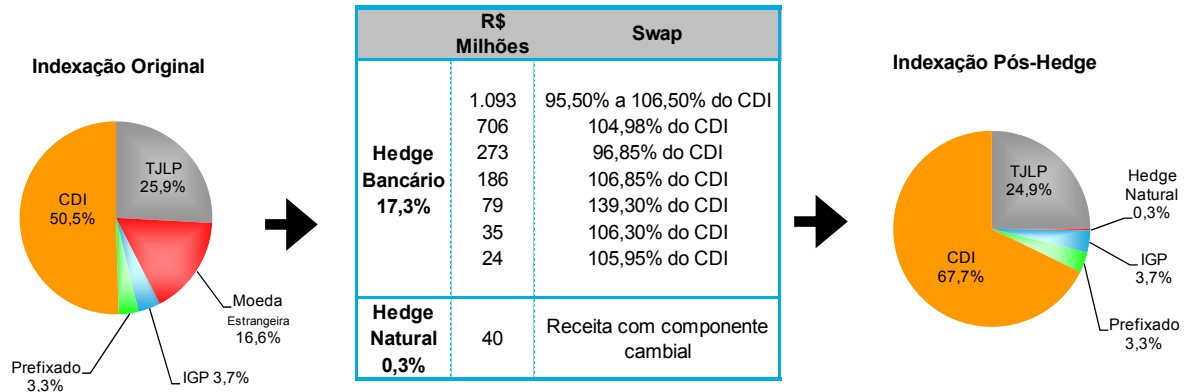 Indexação Original
CDI
50,5%
TJLP
25,9%
Moeda
Estrangeira
16,6%
IGP 3,7%
Prefixado
3,3%
R$
Milhões
Swap
Hedge
Bancário
17,3%
1.093 95,50% a 106,50% do CDI
706 104,98% do CDI
273 96,85% do CDI
186 106,85% do CDI
79 139,30% do CDI
35 106,30% do CDI
24 105,95% do CDI
Hedge
Natural
0,3%
40
Receita com componente
cambial
Indexação Pós-Hedge
TJLP
24,9%
Hedge
Natural
0,3%
IGP
3,7%
Prefixado
3,3%
CDI
67,7%